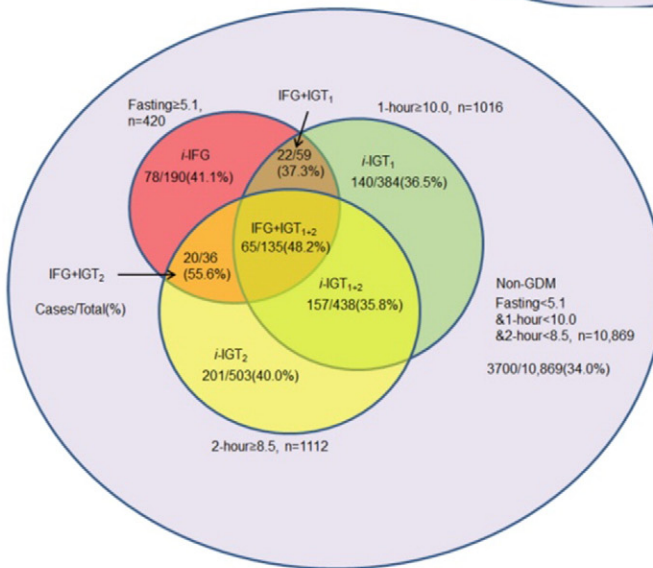 IFG+IGT₁
Fasting≥5.1,
n=420
1-hour≥10.0, n=1016
i-IFG
78/190(41.1%)
22/59
(37.3%)
i-IGT₁
140/384(36.5%)
IFG+IGT₁₊₂
65/135(48.2%)
20/36
(55.6%)
IFG+IGT₂
Cases/Total(%)
i-IGT₁₊₂
157/438(35.8%)
Non-GDM
Fasting<5.1
&1-hour<10.0
&2-hour<8.5, n=10,869
3700/10,869(34.0%)
i-IGT₂
201/503(40.0%)
2-hour≥8.5, n=1112